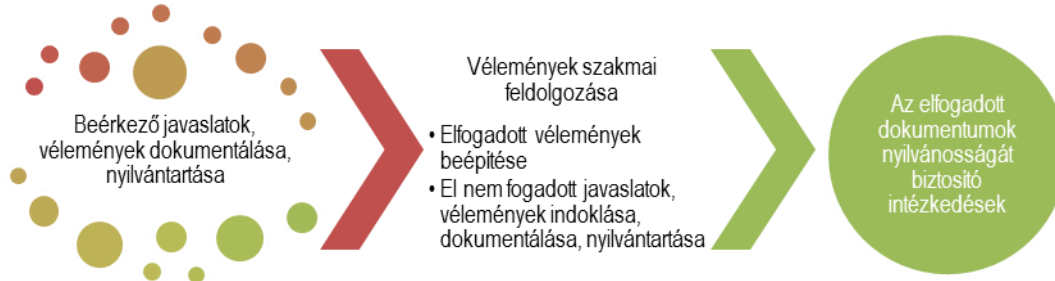 Beérkező javaslatok,
vélemények dokumentálása,
nyilvántartása
Vélemények szakmai
feldolgozása
• Elfogadott vélemények
beépítése
• El nem fogadott javaslatok,
vélemények indoklása,
dokumentálása, nyilvántartása
Az elfogadott
dokumentumok
nyilvánosságát
biztosító
intézkedések